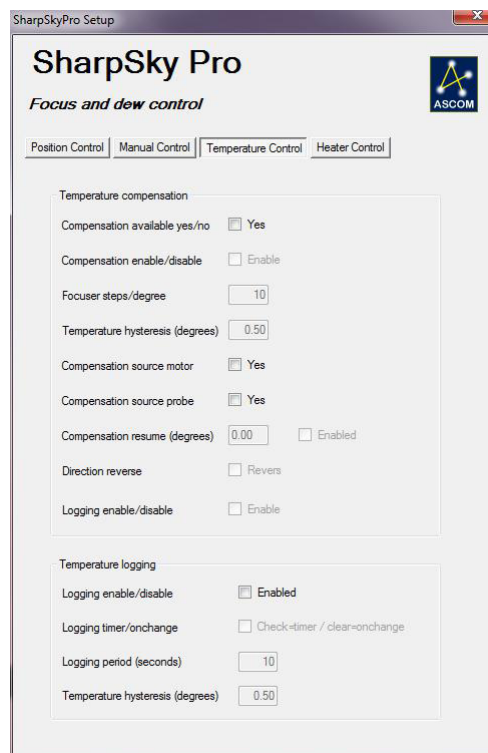 SharpSkyPro Setup
X
SharpSky Pro
Focus and dew control
ASCOM
Position Control Manual Control Temperature Control Heater Control
Temperature compensation
Compensation available yes/no Yes
Compensation enable/disable Enable
Focuser steps/degree 10
Temperature hysteresis (degrees) 0.50
Compensation source motor Yes
Compensation source probe Yes
Compensation resume (degrees) 0.00 Enabled
Direction reverse Revers
Logging enable/disable Enable
Temperature logging
Logging enable/disable Enabled
Logging timer/onchange Check=timer / clear=onchange
Logging period (seconds) 10
Temperature hysteresis (degrees) 0.50